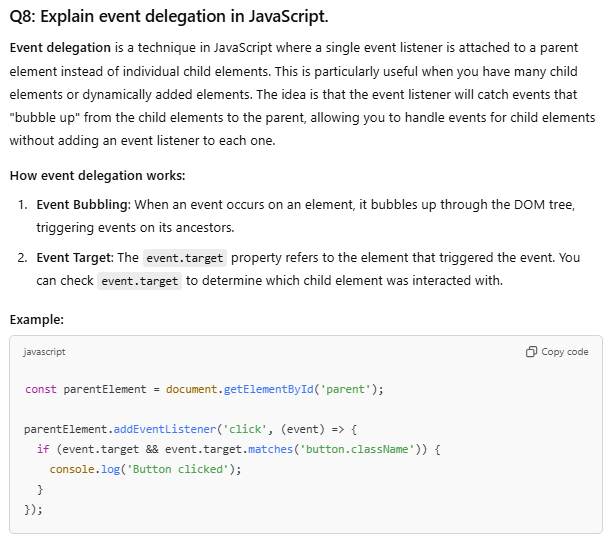 Q8: Explain event delegation in JavaScript.
Event delegation is a technique in JavaScript where a single event listener is attached to a parent
element instead of individual child elements. This is particularly useful when you have many child
elements or dynamically added elements. The idea is that the event listener will catch events that
"bubble up" from the child elements to the parent, allowing you to handle events for child elements
without adding an event listener to each one.
How event delegation works:
1. Event Bubbling: When an event occurs on an element, it bubbles up through the DOM tree,
triggering events on its ancestors.
2. Event Target: The event.target property refers to the element that triggered the event. You
can check event.target to determine which child element was interacted with.
Example:
javascript Copy code
const parentElement = document.getElementById('parent');
parentElement.addEventListener('click', (event) => {
  if (event.target && event.target.matches('button.className')) {
    console.log('Button clicked');
  }
});